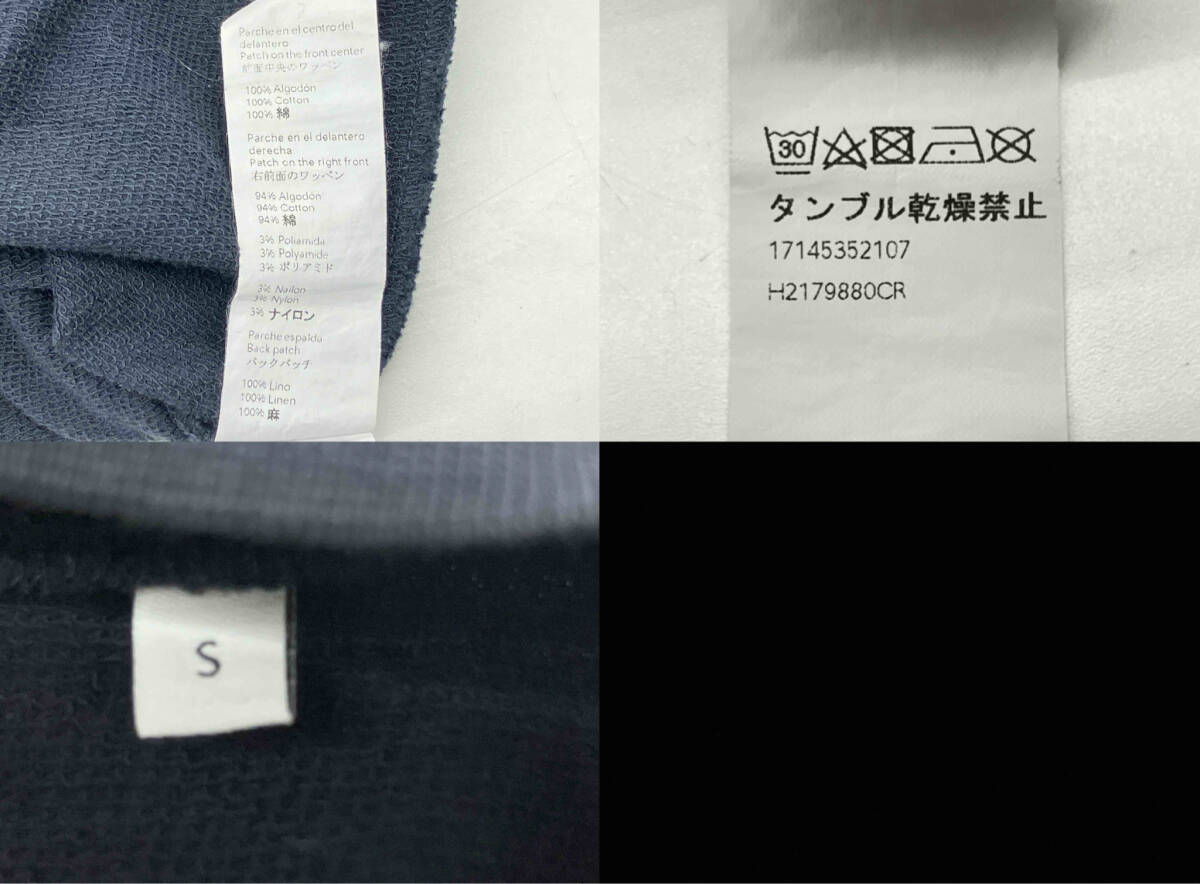 Parche en el centro del
delantero
Patch on the front center
前面中央のワッペン
100% Algodón
100% Cotton
100% 綿
Parche en el delantero
derecha
Patch on the right front
右前面のワッペン
94% Algodón
94% Cotton
94% 綿
3% Poliamida
3% Polyamide
3% ポリアミド
3% Nailon
3% Nylon
3% ナイロン
Parche espalda
Back patch
バックパッチ
100% Lino
100% Linen
100% 麻
30
タンブル乾燥禁止
17145352107
H2179880CR
S